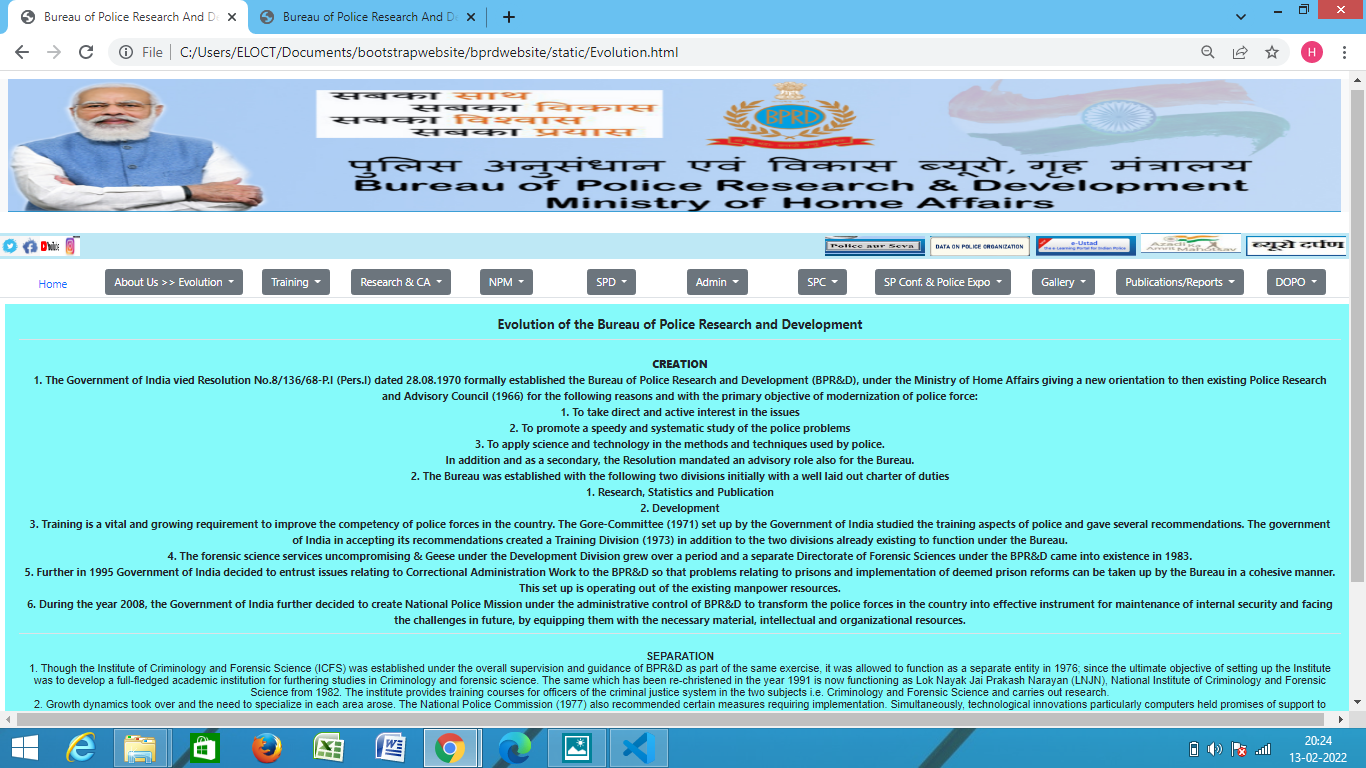 Bureau of Police Research And D
Bureau of Police Research And D
File
C:/Users/ELOCT/Documents/bootstrapwebsite/bprdwebsite/static/Evolution.html
H
सबका साथ
सबका विकास
सबका विश्वास
सबका प्रयास
BPRD
पुलिस अनुसंधान एवं विकास ब्यूरो, गृह मंत्रालय
Bureau of Police Research & Development
Ministry of Home Affairs
YouTube
Police aur Seva
DATA ON POLICE ORGANIZATION
e-Ustad
Azadi Ka
Amrit Mahotsav
ब्यूरो दर्पण
Home
About Us >> Evolution
Training
Research & CA
NPM
SPD
Admin
SPC
SP Conf. & Police Expo
Gallery
Publications/Reports
DOPO
Evolution of the Bureau of Police Research and Development
CREATION
1. The Government of India vied Resolution No.8/136/68-P.I (Pers.I) dated 28.08.1970 formally established the Bureau of Police Research and Development (BPR&D), under the Ministry of Home Affairs giving a new orientation to then existing Police Research
and Advisory Council (1966) for the following reasons and with the primary objective of modernization of police force:
1. To take direct and active interest in the issues
2. To promote a speedy and systematic study of the police problems
3. To apply science and technology in the methods and techniques used by police.
In addition and as a secondary, the Resolution mandated an advisory role also for the Bureau.
2. The Bureau was established with the following two divisions initially with a well laid out charter of duties
1. Research, Statistics and Publication
2. Development
3. Training is a vital and growing requirement to improve the competency of police forces in the country. The Gore-Committee (1971) set up by the Government of India studied the training aspects of police and gave several recommendations. The government
of India in accepting its recommendations created a Training Division (1973) in addition to the two divisions already existing to function under the Bureau.
4. The forensic science services uncompromising & Geese under the Development Division grew over a period and a separate Directorate of Forensic Sciences under the BPR&D came into existence in 1983.
5. Further in 1995 Government of India decided to entrust issues relating to Correctional Administration Work to the BPR&D so that problems relating to prisons and implementation of deemed prison reforms can be taken up by the Bureau in a cohesive manner.
This set up is operating out of the existing manpower resources.
6. During the year 2008, the Government of India further decided to create National Police Mission under the administrative control of BPR&D to transform the police forces in the country into effective instrument for maintenance of internal security and facing
the challenges in future, by equipping them with the necessary material, intellectual and organizational resources.
SEPARATION
1. Though the Institute of Criminology and Forensic Science (ICFS) was established under the overall supervision and guidance of BPR&D as part of the same exercise, it was allowed to function as a separate entity in 1976; since the ultimate objective of setting up the Institute
was to develop a full-fledged academic institution for furthering studies in Criminology and forensic science. The same which has been re-christened in the year 1991 is now functioning as Lok Nayak Jai Prakash Narayan (LNJN), National Institute of Criminology and Forensic
Science from 1982. The institute provides training courses for officers of the criminal justice system in the two subjects i.e. Criminology and Forensic Science and carries out research.
2. Growth dynamics took over and the need to specialize in each area arose. The National Police Commission (1977) also recommended certain measures requiring implementation. Simultaneously, technological innovations particularly computers held promises of support to
20:24
13-02-2022